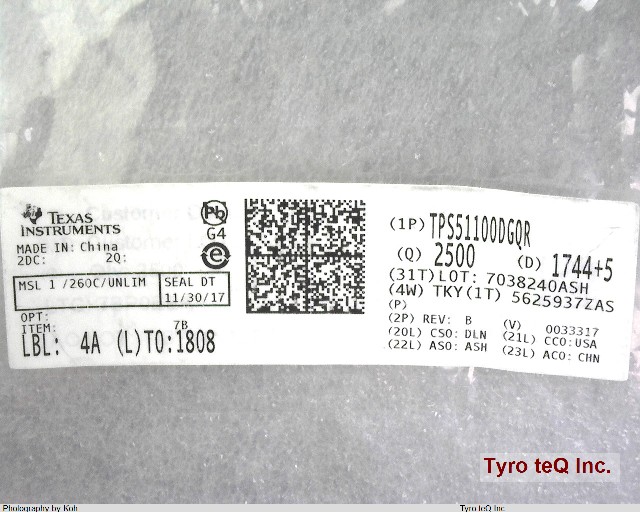 TEXAS
INSTRUMENTS
Pb
G4
e
MADE IN: China
2DC: 2Q:
MSL 1 /260C/UNLIM
SEAL DT
11/30/17
OPT:
ITEM: 7B
LBL: 4A (L)TO:1808
(1P) TPS51100DGQR
(Q) 2500 (D) 1744+5
(31T)LOT: 7038240ASH
(4W) TKY(1T) 5625937ZAS
(P)
(2P) REV: B (V) 0033317
(20L) CSO: DLN (21L) CCO:USA
(22L) ASO: ASH (23L) ACO: CHN
Tyro teQ Inc.
Photography by Koh
Tyro teQ Inc